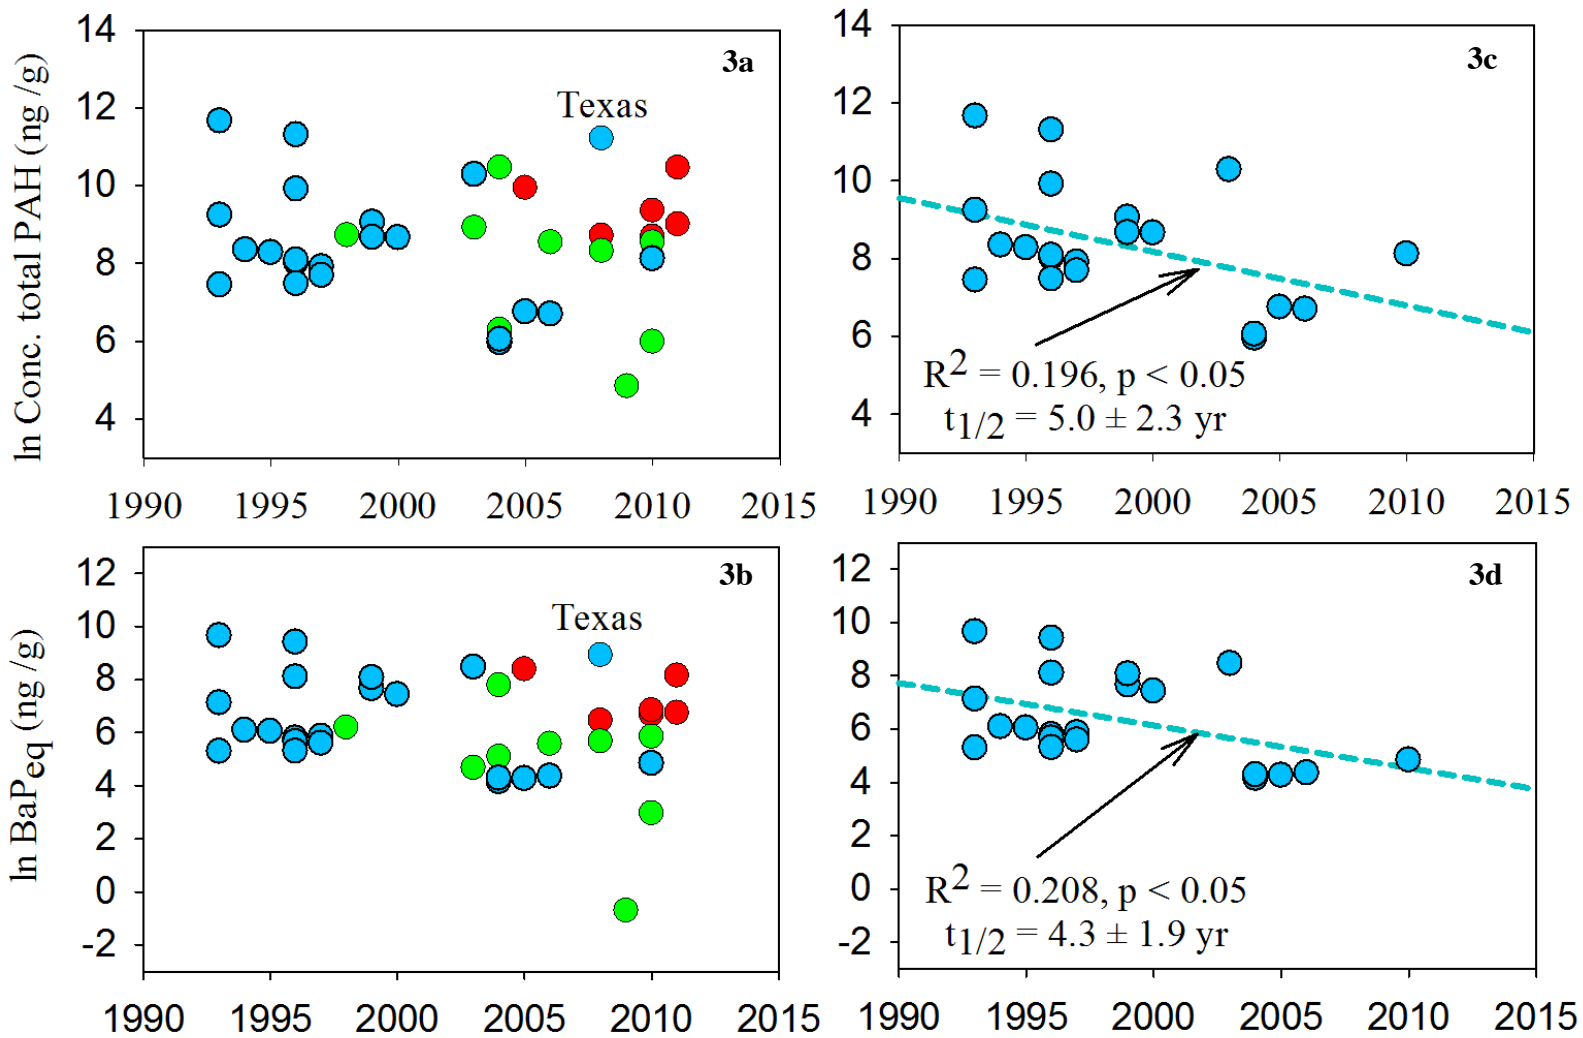 3a
Texas
ln Conc. total PAH (ng /g)
14
12
10
8
6
4
1990 1995 2000 2005 2010 2015
3c
14
12
10
8
6
4
R2 = 0.196, p < 0.05
t1/2 = 5.0 ± 2.3 yr
1990 1995 2000 2005 2010 2015
3b
Texas
ln BaPeq (ng /g)
12
10
8
6
4
2
0
-2
1990 1995 2000 2005 2010 2015
3d
12
10
8
6
4
2
0
-2
R2 = 0.208, p < 0.05
t1/2 = 4.3 ± 1.9 yr
1990 1995 2000 2005 2010 2015